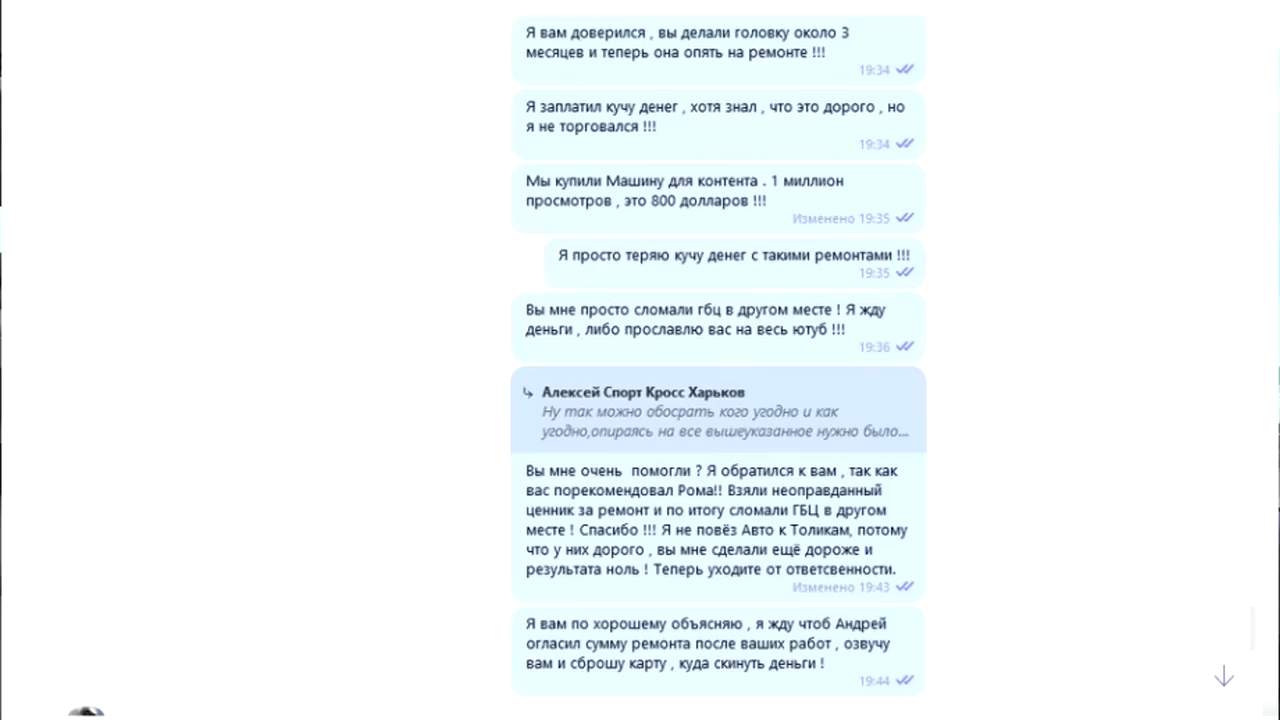 Я вам доверился , вы делали головку около 3
месяцев и теперь она опять на ремонте !!!
19:34
Я заплатил кучу денег , хотя знал , что это дорого , но
я не торговался !!!
19:34
Мы купили Машину для контента . 1 миллион
просмотров , это 800 долларов !!!
Изменено 19:35
Я просто теряю кучу денег с такими ремонтами !!!
19:35
Вы мне просто сломали гбц в другом месте ! Я жду
деньги , либо прославлю вас на весь ютуб !!!
19:36
Алексей Спорт Кросс Харьков
Ну так можно обосрать кого угодно и как
угодно,опираясь на все вышеуказанное нужно было...
Вы мне очень  помогли ? Я обратился к вам , так как
вас порекомендовал Рома!! Взяли неоправданный
ценник за ремонт и по итогу сломали ГБЦ в другом
месте ! Спасибо !!! Я не повёз Авто к Толикам, потому
что у них дорого , вы мне сделали ещё дороже и
результата ноль ! Теперь уходите от ответсвенности.
Изменено 19:43
Я вам по хорошему объясняю , я жду чтоб Андрей
огласил сумму ремонта после ваших работ , озвучу
вам и сброшу карту , куда скинуть деньги !
19:44